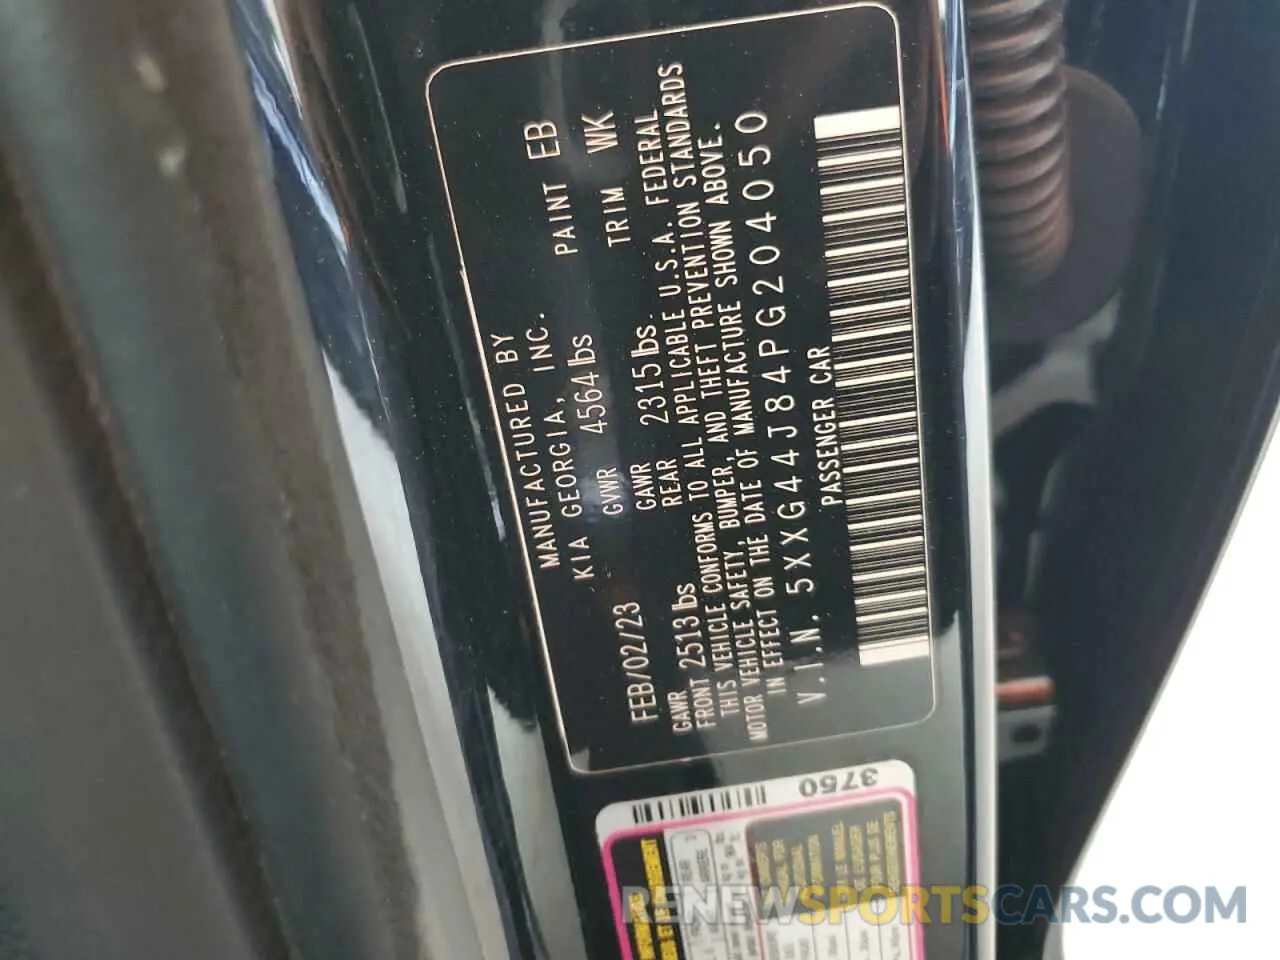 MANUFACTURED BY
KIA GEORGIA, INC.
PAINT EB
FEB/02/23 GVWR 4564 lbs TRIM WK
GAWR FRONT 2513 lbs GAWR REAR 2315 lbs.
THIS VEHICLE CONFORMS TO ALL APPLICABLE U.S.A. FEDERAL
MOTOR VEHICLE SAFETY, BUMPER, AND THEFT PREVENTION STANDARDS
IN EFFECT ON THE DATE OF MANUFACTURE SHOWN ABOVE.
V.I.N. 5XXG44J84PG204050
PASSENGER CAR
3750
RENEWSPORTSCARS.COM